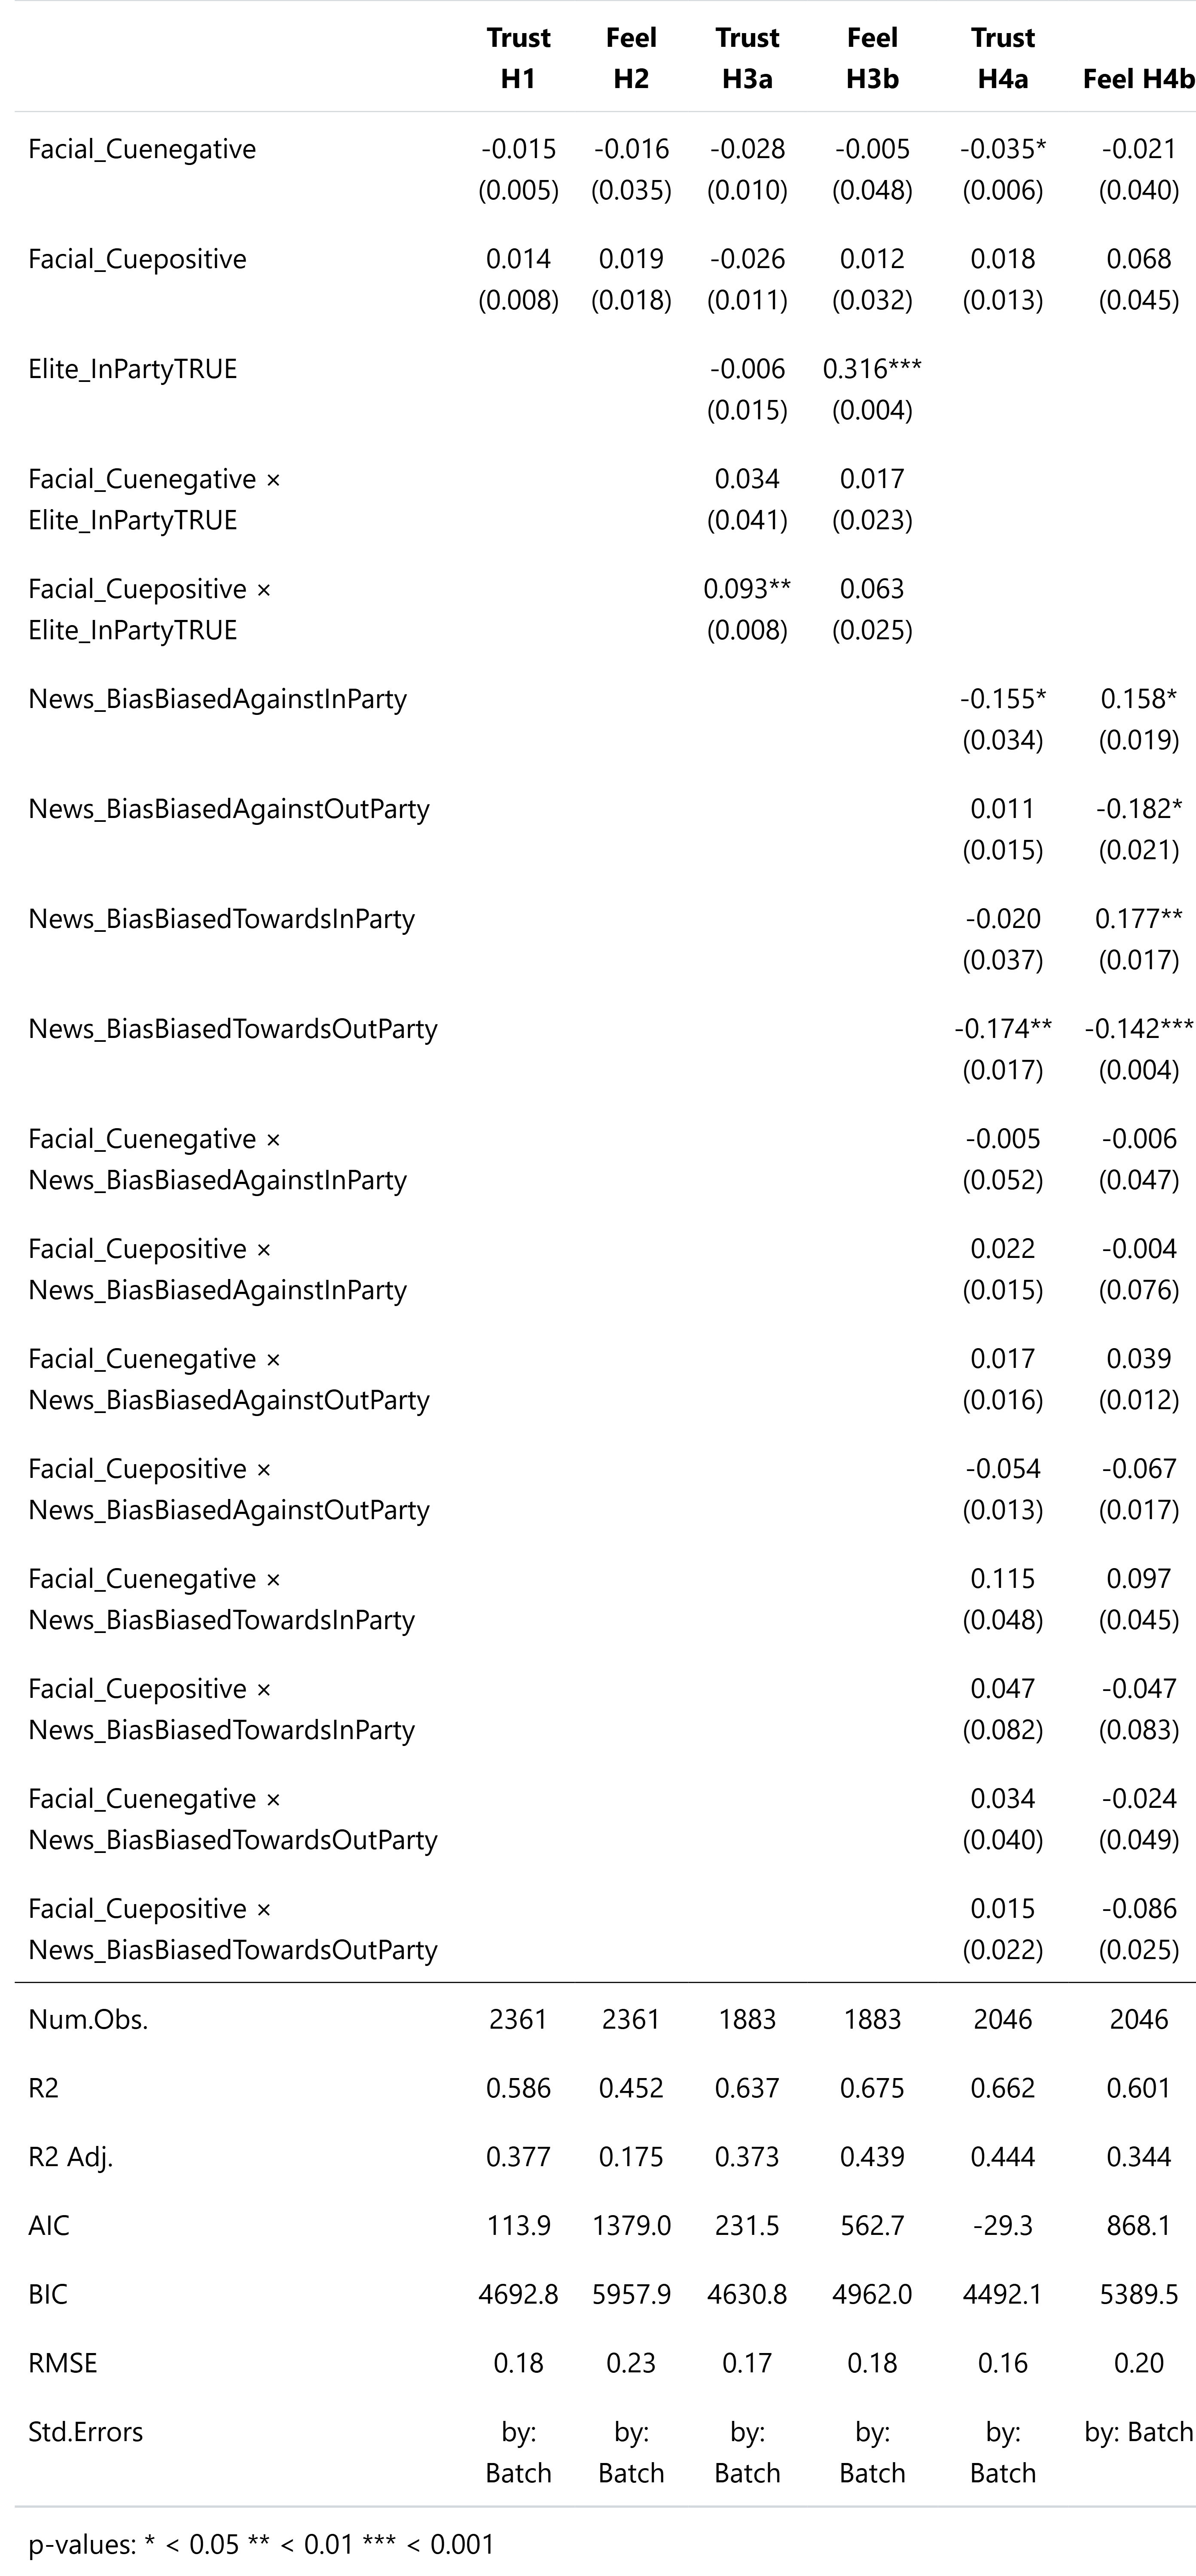 Trust Feel Trust Feel Trust
H1 H2 H3a H3b H4a Feel H4b
Facial_Cuenegative -0.015 -0.016 -0.028 -0.005 -0.035* -0.021
(0.005) (0.035) (0.010) (0.048) (0.006) (0.040)
Facial_Cuepositive 0.014 0.019 -0.026 0.012 0.018 0.068
(0.008) (0.018) (0.011) (0.032) (0.013) (0.045)
Elite_InPartyTRUE -0.006 0.316***
(0.015) (0.004)
Facial_Cuenegative × 0.034 0.017
Elite_InPartyTRUE (0.041) (0.023)
Facial_Cuepositive × 0.093** 0.063
Elite_InPartyTRUE (0.008) (0.025)
News_BiasBiasedAgainstInParty -0.155* 0.158*
(0.034) (0.019)
News_BiasBiasedAgainstOutParty 0.011 -0.182*
(0.015) (0.021)
News_BiasBiasedTowardsInParty -0.020 0.177**
(0.037) (0.017)
News_BiasBiasedTowardsOutParty -0.174** -0.142***
(0.017) (0.004)
Facial_Cuenegative × -0.005 -0.006
News_BiasBiasedAgainstInParty (0.052) (0.047)
Facial_Cuepositive × 0.022 -0.004
News_BiasBiasedAgainstInParty (0.015) (0.076)
Facial_Cuenegative × 0.017 0.039
News_BiasBiasedAgainstOutParty (0.016) (0.012)
Facial_Cuepositive × -0.054 -0.067
News_BiasBiasedAgainstOutParty (0.013) (0.017)
Facial_Cuenegative × 0.115 0.097
News_BiasBiasedTowardsInParty (0.048) (0.045)
Facial_Cuepositive × 0.047 -0.047
News_BiasBiasedTowardsInParty (0.082) (0.083)
Facial_Cuenegative × 0.034 -0.024
News_BiasBiasedTowardsOutParty (0.040) (0.049)
Facial_Cuepositive × 0.015 -0.086
News_BiasBiasedTowardsOutParty (0.022) (0.025)
Num.Obs. 2361 2361 1883 1883 2046 2046
R2 0.586 0.452 0.637 0.675 0.662 0.601
R2 Adj. 0.377 0.175 0.373 0.439 0.444 0.344
AIC 113.9 1379.0 231.5 562.7 -29.3 868.1
BIC 4692.8 5957.9 4630.8 4962.0 4492.1 5389.5
RMSE 0.18 0.23 0.17 0.18 0.16 0.20
Std.Errors by: by: by: by: by: by: Batch
Batch Batch Batch Batch Batch
p-values: * < 0.05 ** < 0.01 *** < 0.001